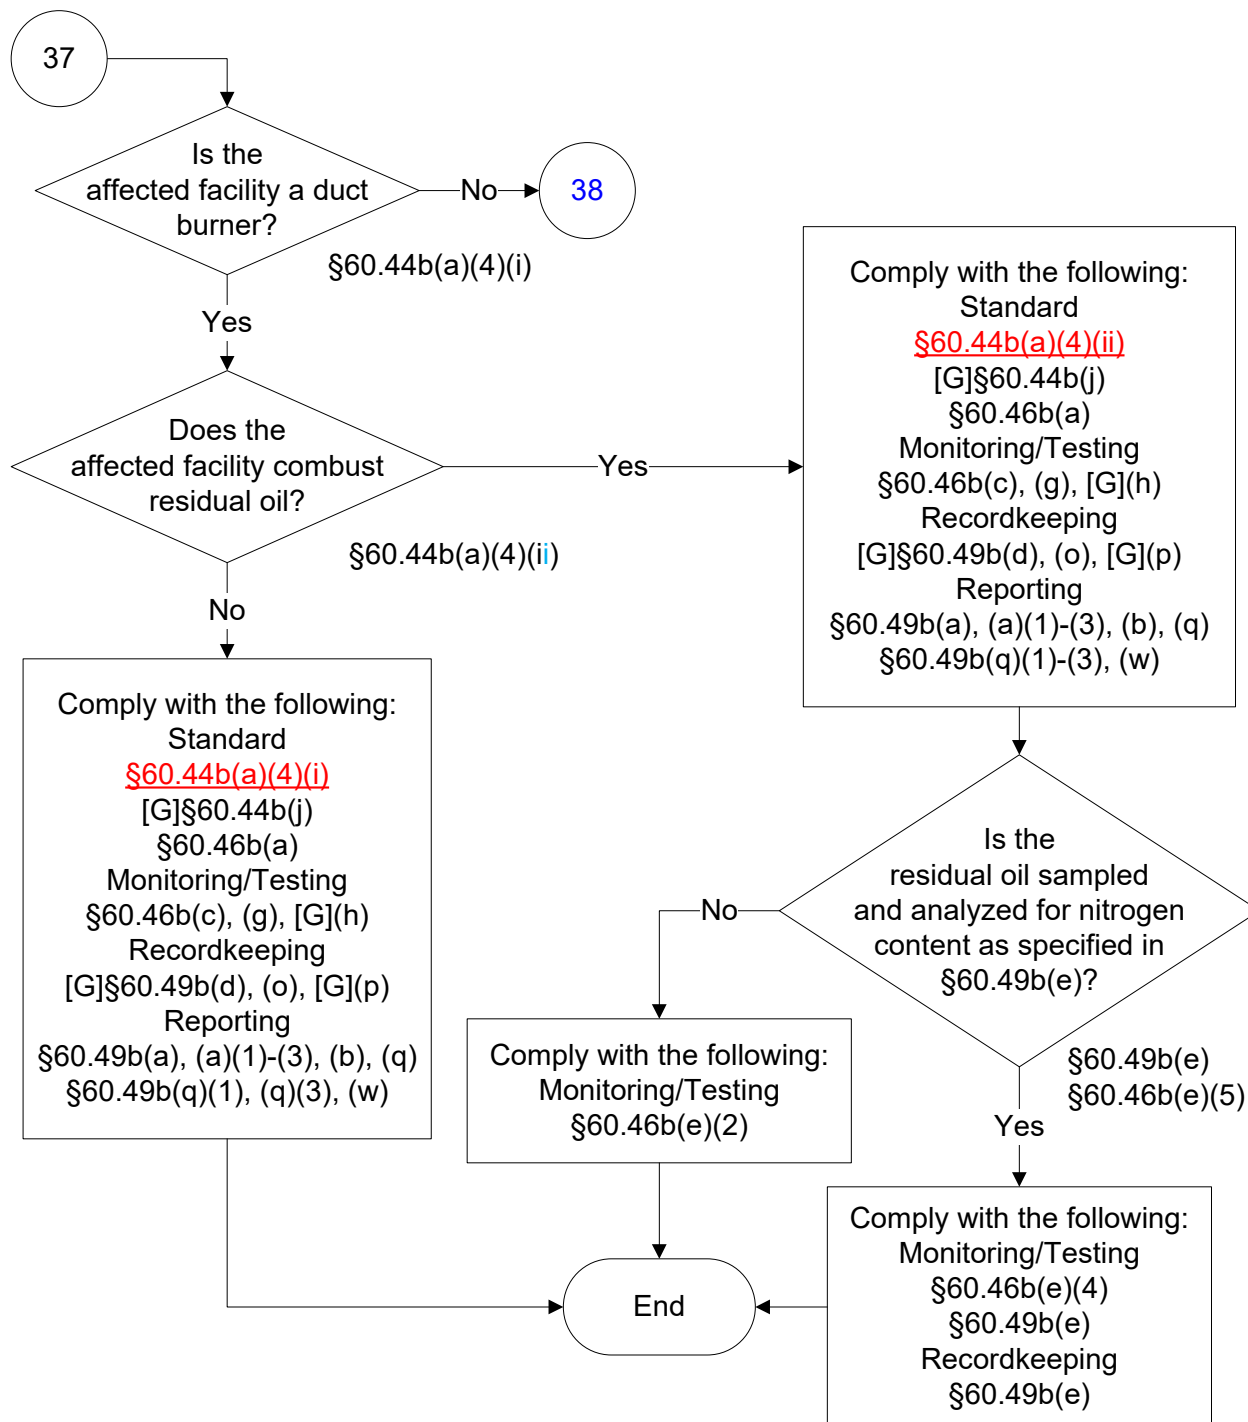 37
Is the
affected facility a duct
burner?
No
38
§60.44b(a)(4)(i)
Yes
Does the
affected facility combust
residual oil?
Yes
§60.44b(a)(4)(ii)
No
Comply with the following:
Standard
§60.44b(a)(4)(ii)
[G]§60.44b(j)
§60.46b(a)
Monitoring/Testing
§60.46b(c), (g), [G](h)
Recordkeeping
[G]§60.49b(d), (o), [G](p)
Reporting
§60.49b(a), (a)(1)-(3), (b), (q)
§60.49b(q)(1)-(3), (w)
Comply with the following:
Standard
§60.44b(a)(4)(i)
[G]§60.44b(j)
§60.46b(a)
Monitoring/Testing
§60.46b(c), (g), [G](h)
Recordkeeping
[G]§60.49b(d), (o), [G](p)
Reporting
§60.49b(a), (a)(1)-(3), (b), (q)
§60.49b(q)(1), (q)(3), (w)
Is the
residual oil sampled
and analyzed for nitrogen
content as specified in
§60.49b(e)?
No
§60.49b(e)
§60.46b(e)(5)
Yes
Comply with the following:
Monitoring/Testing
§60.46b(e)(2)
Comply with the following:
Monitoring/Testing
§60.46b(e)(4)
§60.49b(e)
Recordkeeping
§60.49b(e)
End